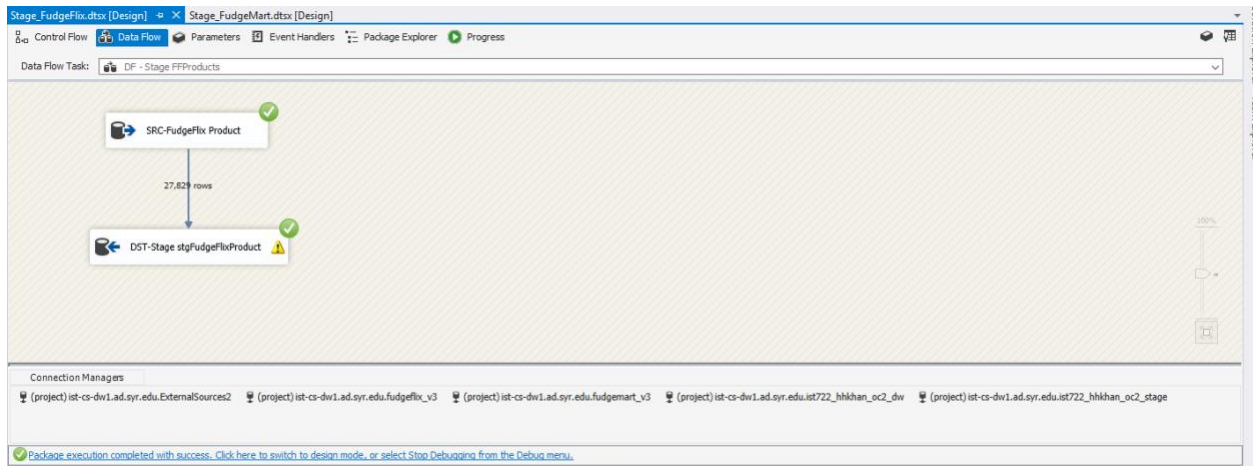 Stage_FudgeFlix.dtsx [Design] Stage_FudgeMart.dtsx [Design]
Control Flow Data Flow Parameters Event Handlers Package Explorer Progress
Data Flow Task: DF - Stage FFProducts
SRC-FudgeFlix Product
27,829 rows
DST-Stage stgFudgeFlixProduct
100%
Connection Managers
(project) ist-cs-dw1.ad.syr.edu.ExternalSources2 (project) ist-cs-dw1.ad.syr.edu.fudgeflix_v3 (project) ist-cs-dw1.ad.syr.edu.fudgemart_v3 (project) ist-cs-dw1.ad.syr.edu.ist722_hhkhan_oc2_dw (project) ist-cs-dw1.ad.syr.edu.ist722_hhkhan_oc2_stage
Package execution completed with success. Click here to switch to design mode, or select Stop Debugging from the Debug menu.